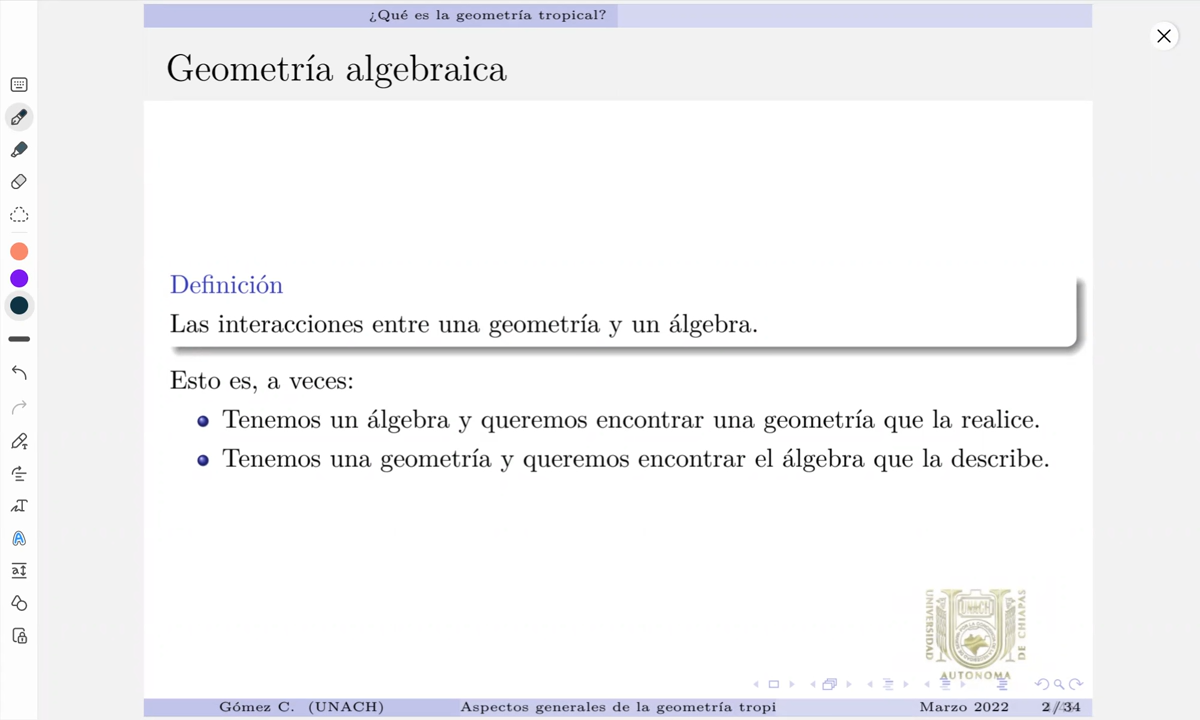 ¿Qué es la geometría tropical?
Geometría algebraica
Definición
Las interacciones entre una geometría y un álgebra.
Esto es, a veces:
Tenemos un álgebra y queremos encontrar una geometría que la realice.
Tenemos una geometría y queremos encontrar el álgebra que la describe.
UNIVERSIDAD
UNACH
DE CHIAPAS
AUTONOMA
Gómez C. (UNACH) Aspectos generales de la geometría tropi Marzo 2022 2/34